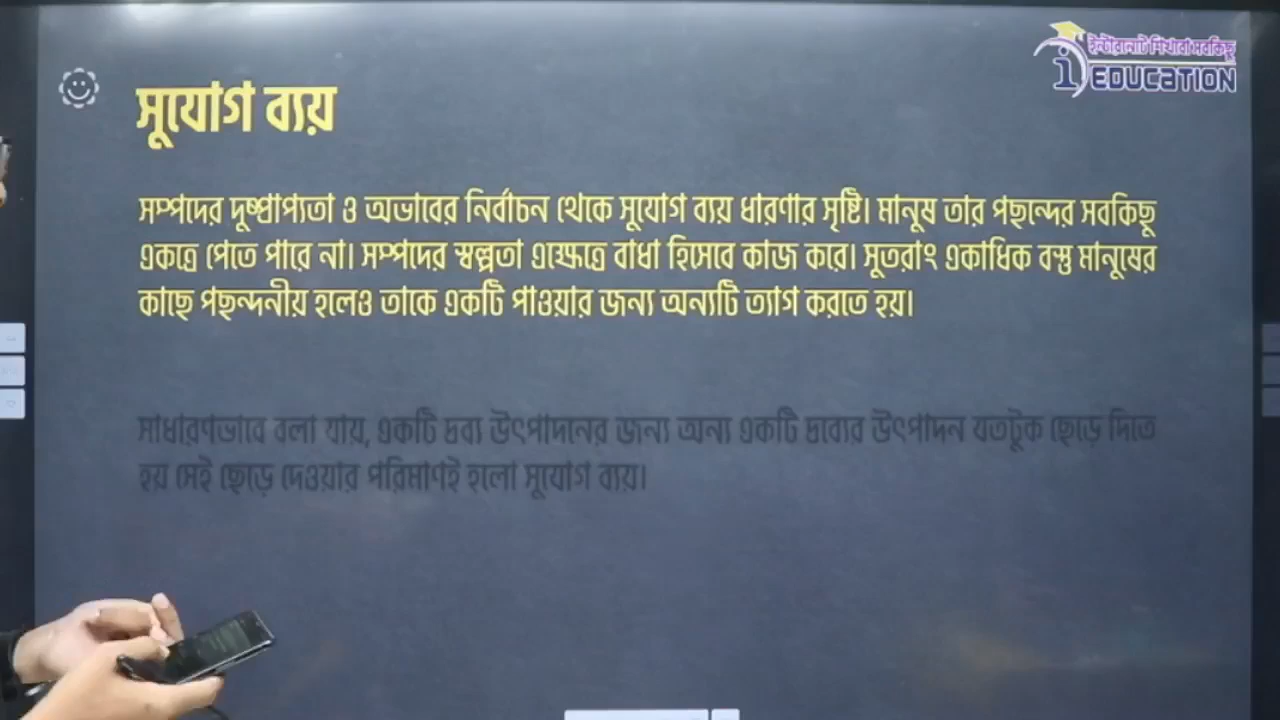 ইন্টারনেটে শিখবো সবকিছু
i EDUCATION
সুযোগ ব্যয়
সম্পদের দুষ্প্রাপ্যতা ও অভাবের নির্বাচন থেকে সুযোগ ব্যয় ধারণার সৃষ্টি। মানুষ তার পছন্দের সবকিছু
একত্রে পেতে পারে না। সম্পদের স্বল্পতা এক্ষেত্রে বাধা হিসেবে কাজ করে। সুতরাং একাধিক বস্তু মানুষের
কাছে পছন্দনীয় হলেও তাকে একটি পাওয়ার জন্য অন্যটি ত্যাগ করতে হয়।
সাধারণভাবে বলা যায়, একটি দ্রব্য উৎপাদনের জন্য অন্য একটি দ্রব্যের উৎপাদন যতটুক ছেড়ে দিতে
হয় সেই ছেড়ে দেওয়ার পরিমাণই হলো সুযোগ ব্যয়।